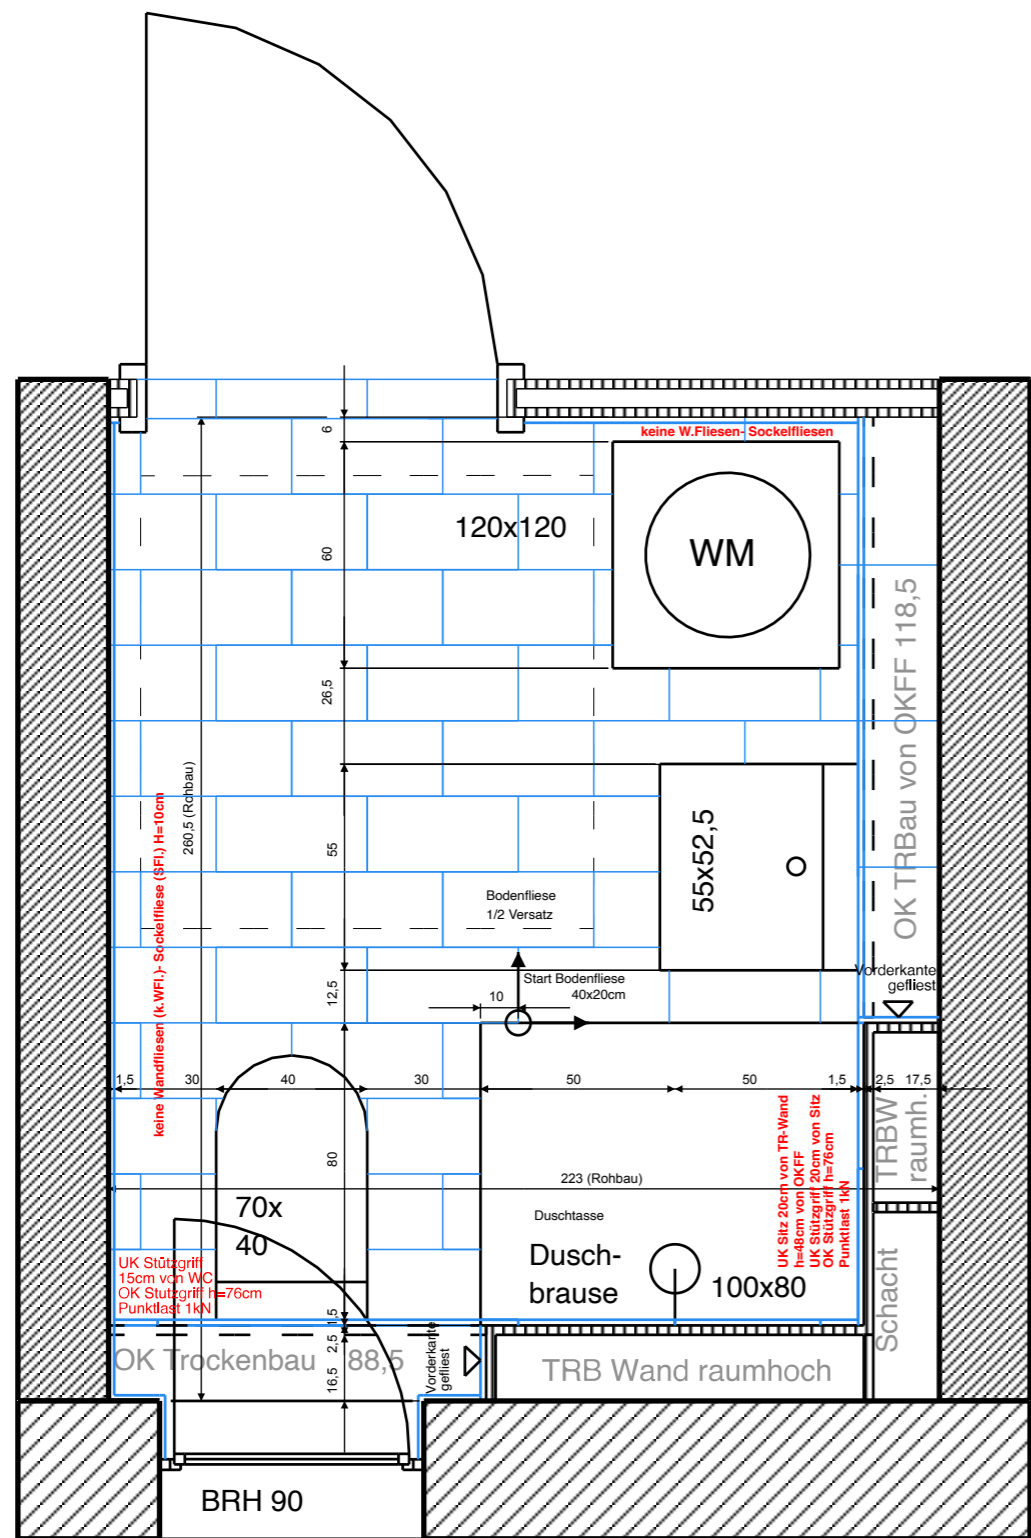 6
keine W.Fliesen- Sockelfliesen
120x120
60
WM
26,5
OK TRBau von OKFF 118,5
260,5 (Rohbau)
keine Wandfliesen (k.WFl.)- Sockelfliese (SFl.) H=10cm
55
55x52,5
Bodenfliese
1/2 Versatz
12,5
Start Bodenfliese
40x20cm
10
Vorderkante
gefliest
1,5
30
40
30
50
50
1,5
2,5
17,5
80
TRBW
raumh.
UK Sitz 20cm von TR-Wand
h=48cm von OKFF
UK Stützgriff 20cm von Sitz
OK Stützgriff h=76cm
Punktlast 1kN
223 (Rohbau)
70x
40
Duschtasse
Dusch-
brause
100x80
Schacht
UK Stützgriff
15cm von WC
OK Stutzgriff h=76cm
Punktlast 1kN
1,5
2,5
16,5
OK Trockenbau 88,5
Vorderkante
gefliest
TRB Wand raumhoch
BRH 90